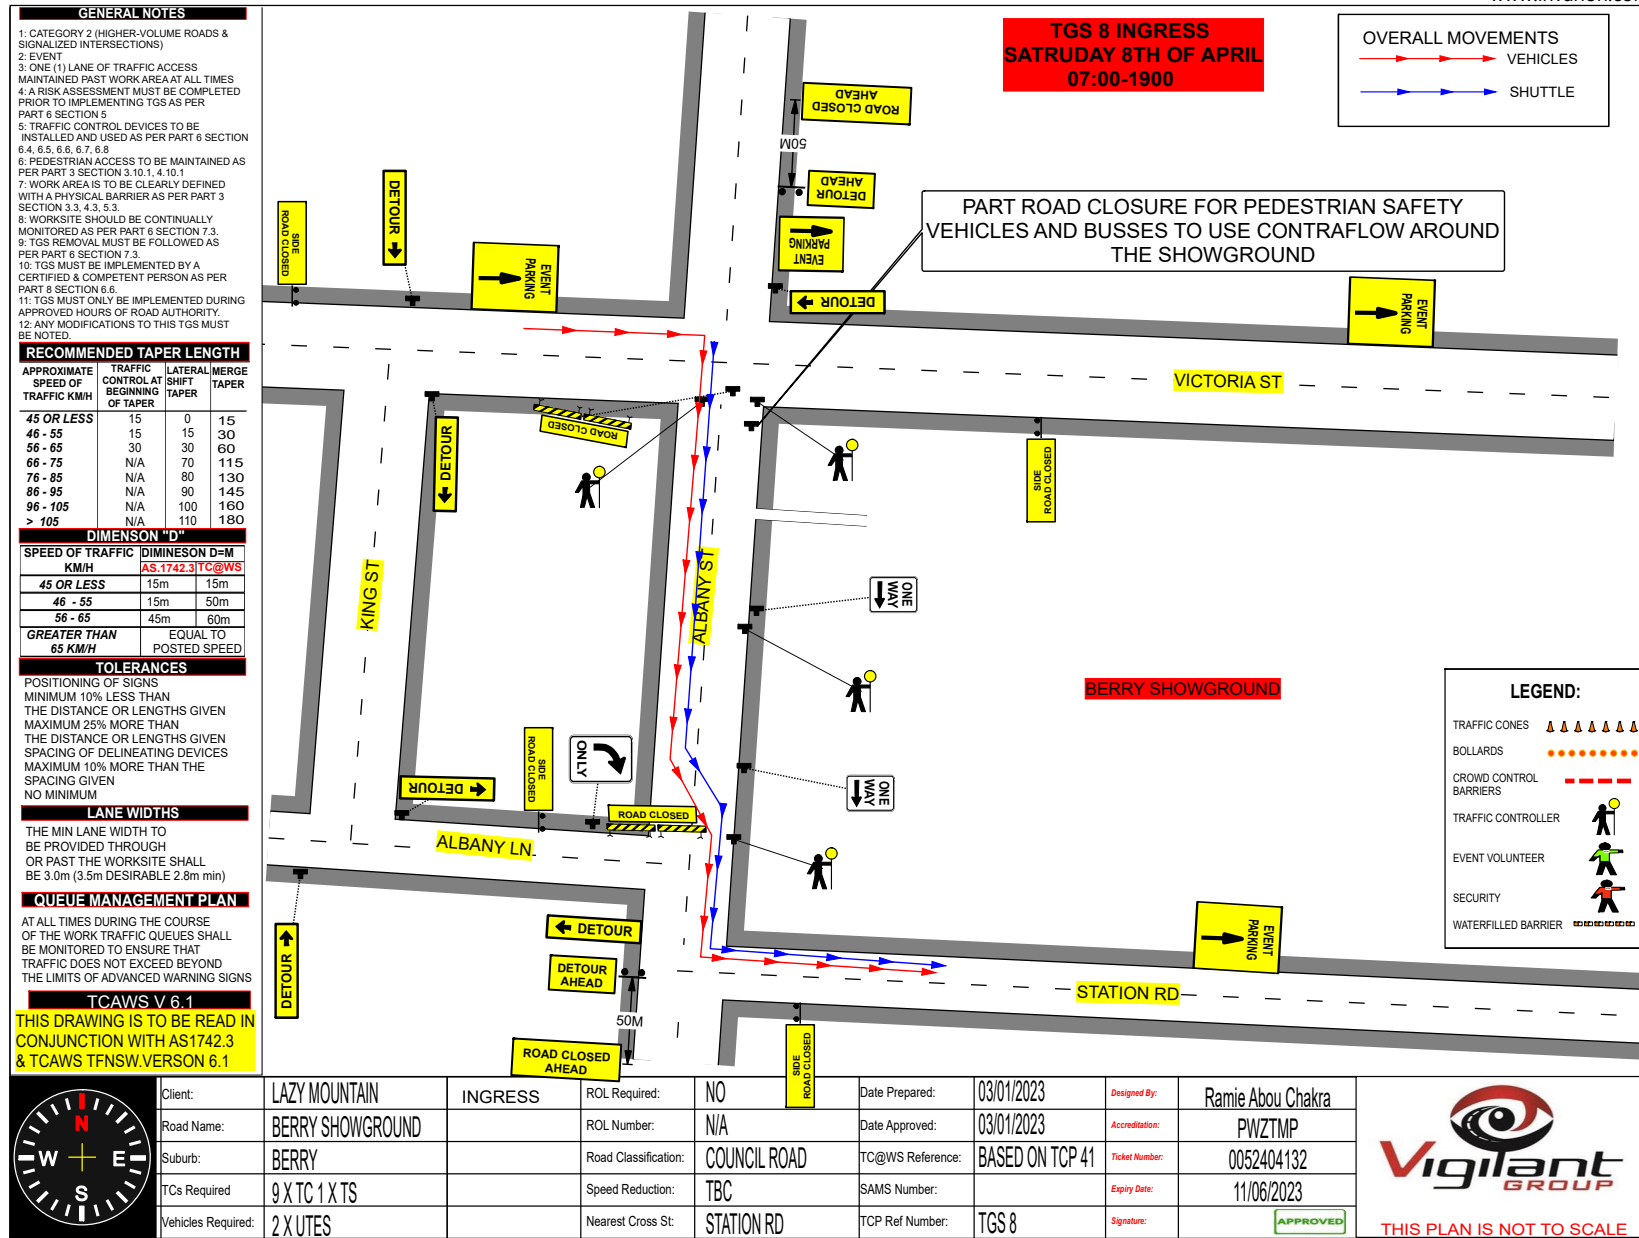 GENERAL NOTES
1: CATEGORY 2 (HIGHER-VOLUME ROADS &
SIGNALIZED INTERSECTIONS)
2: EVENT
3: ONE (1) LANE OF TRAFFIC ACCESS
MAINTAINED PAST WORK AREA AT ALL TIMES
4: A RISK ASSESSMENT MUST BE COMPLETED
PRIOR TO IMPLEMENTING TGS AS PER
PART 6 SECTION 5
5: TRAFFIC CONTROL DEVICES TO BE
INSTALLED AND USED AS PER PART 6 SECTION
6.4, 6.5, 6.6, 6.7, 6.8
6: PEDESTRIAN ACCESS TO BE MAINTAINED AS
PER PART 3 SECTION 3.10.1, 4.10.1
7: WORK AREA IS TO BE CLEARLY DEFINED
WITH A PHYSICAL BARRIER AS PER PART 3
SECTION 3.3, 4.3, 5.3.
8: WORKSITE SHOULD BE CONTINUALLY
MONITORED AS PER PART 6 SECTION 7.3.
9: TGS REMOVAL MUST BE FOLLOWED AS
PER PART 6 SECTION 7.3.
10: TGS MUST BE IMPLEMENTED BY A
CERTIFIED & COMPETENT PERSON AS PER
PART 8 SECTION 6.6.
11: TGS MUST ONLY BE IMPLEMENTED DURING
APPROVED HOURS OF ROAD AUTHORITY.
12: ANY MODIFICATIONS TO THIS TGS MUST
BE NOTED.
RECOMMENDED TAPER LENGTH
APPROXIMATE SPEED OF TRAFFIC KM/H TRAFFIC CONTROL AT BEGINNING OF TAPER LATERAL SHIFT TAPER MERGE TAPER
45 OR LESS 15 0 15
46 - 55 15 15 30
56 - 65 30 30 60
66 - 75 N/A 70 115
76 - 85 N/A 80 130
86 - 95 N/A 90 145
96 - 105 N/A 100 160
> 105 N/A 110 180
DIMENSON "D"
SPEED OF TRAFFIC KM/H DIMINESON D=M
AS.1742.3 TC@WS
45 OR LESS 15m 15m
46 - 55 15m 50m
56 - 65 45m 60m
GREATER THAN 65 KM/H EQUAL TO POSTED SPEED
TOLERANCES
POSITIONING OF SIGNS
MINIMUM 10% LESS THAN
THE DISTANCE OR LENGTHS GIVEN
MAXIMUM 25% MORE THAN
THE DISTANCE OR LENGTHS GIVEN
SPACING OF DELINEATING DEVICES
MAXIMUM 10% MORE THAN THE
SPACING GIVEN
NO MINIMUM
LANE WIDTHS
THE MIN LANE WIDTH TO
BE PROVIDED THROUGH
OR PAST THE WORKSITE SHALL
BE 3.0m (3.5m DESIRABLE 2.8m min)
QUEUE MANAGEMENT PLAN
AT ALL TIMES DURING THE COURSE
OF THE WORK TRAFFIC QUEUES SHALL
BE MONITORED TO ENSURE THAT
TRAFFIC DOES NOT EXCEED BEYOND
THE LIMITS OF ADVANCED WARNING SIGNS
TCAWS V 6.1
THIS DRAWING IS TO BE READ IN
CONJUNCTION WITH AS1742.3
& TCAWS TFNSW.VERSON 6.1
TGS 8 INGRESS
SATRUDAY 8TH OF APRIL
07:00-1900
OVERALL MOVEMENTS
VEHICLES
SHUTTLE
ROAD CLOSED
AHEAD
50M
DETOUR
AHEAD
EVENT
PARKING
DETOUR
PART ROAD CLOSURE FOR PEDESTRIAN SAFETY
VEHICLES AND BUSSES TO USE CONTRAFLOW AROUND
THE SHOWGROUND
SIDE
ROAD CLOSED
DETOUR
EVENT
PARKING
EVENT
PARKING
VICTORIA ST
DETOUR
ROAD CLOSED
SIDE
ROAD CLOSED
KING ST
ALBANY ST
ONE
WAY
BERRY SHOWGROUND
SIDE
ROAD CLOSED
ONLY
DETOUR
ROAD CLOSED
ONE
WAY
ALBANY LN
DETOUR
DETOUR
DETOUR
AHEAD
50M
ROAD CLOSED
AHEAD
EVENT
PARKING
STATION RD
SIDE
ROAD CLOSED
LEGEND:
TRAFFIC CONES
BOLLARDS
CROWD CONTROL
BARRIERS
TRAFFIC CONTROLLER
EVENT VOLUNTEER
SECURITY
WATERFILLED BARRIER
N
W E
S
Client: LAZY MOUNTAIN INGRESS ROL Required: NO Date Prepared: 03/01/2023 Designed By: Ramie Abou Chakra
Road Name: BERRY SHOWGROUND ROL Number: N/A Date Approved: 03/01/2023 Accreditation: PWZTMP
Suburb: BERRY Road Classification: COUNCIL ROAD TC@WS Reference: BASED ON TCP 41 Ticket Number: 0052404132
TCs Required 9 X TC 1 X TS Speed Reduction: TBC SAMS Number: Expiry Date: 11/06/2023
Vehicles Required: 2 X UTES Nearest Cross St: STATION RD TCP Ref Number: TGS 8 Signature: APPROVED
Vigilant
GROUP
THIS PLAN IS NOT TO SCALE